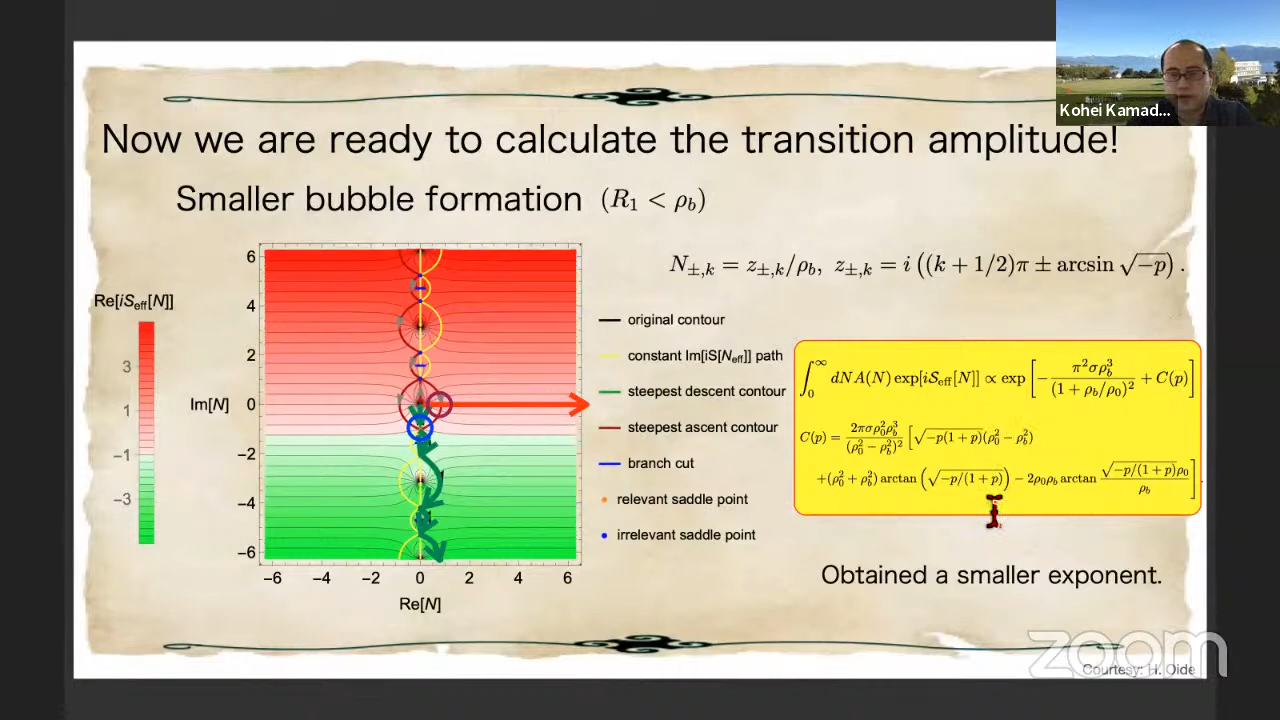 Kohei Kamad...
Now we are ready to calculate the transition amplitude!
Smaller bubble formation (R₁ < ρ_b)
N_{±,k} = z_{±,k}/ρ_b, z_{±,k} = i ((k + 1/2)π ± arcsin √−p) .
Re[iS_eff[N]]
3
1
−1
−3
6
4
2
0
−2
−4
−6
Im[N]
−6 −4 −2 0 2 4 6
Re[N]
original contour
constant Im[iS[N_eff]] path
steepest descent contour
steepest ascent contour
branch cut
relevant saddle point
irrelevant saddle point
∫₀^∞ dNA(N) exp[iS_eff[N]] ∝ exp [−π²σρ_b³/(1 + ρ_b/ρ₀)² + C(p)]
C(p) = 2πσρ₀²ρ_b³/(ρ₀² − ρ_b²)² [√−p(1 + p)(ρ₀² − ρ_b²)
+(ρ₀² + ρ_b²) arctan (√−p/(1 + p)) − 2ρ₀ρ_b arctan √−p/(1 + p)ρ₀/ρ_b] .
Obtained a smaller exponent.
zoom
Courtesy: H. Oide